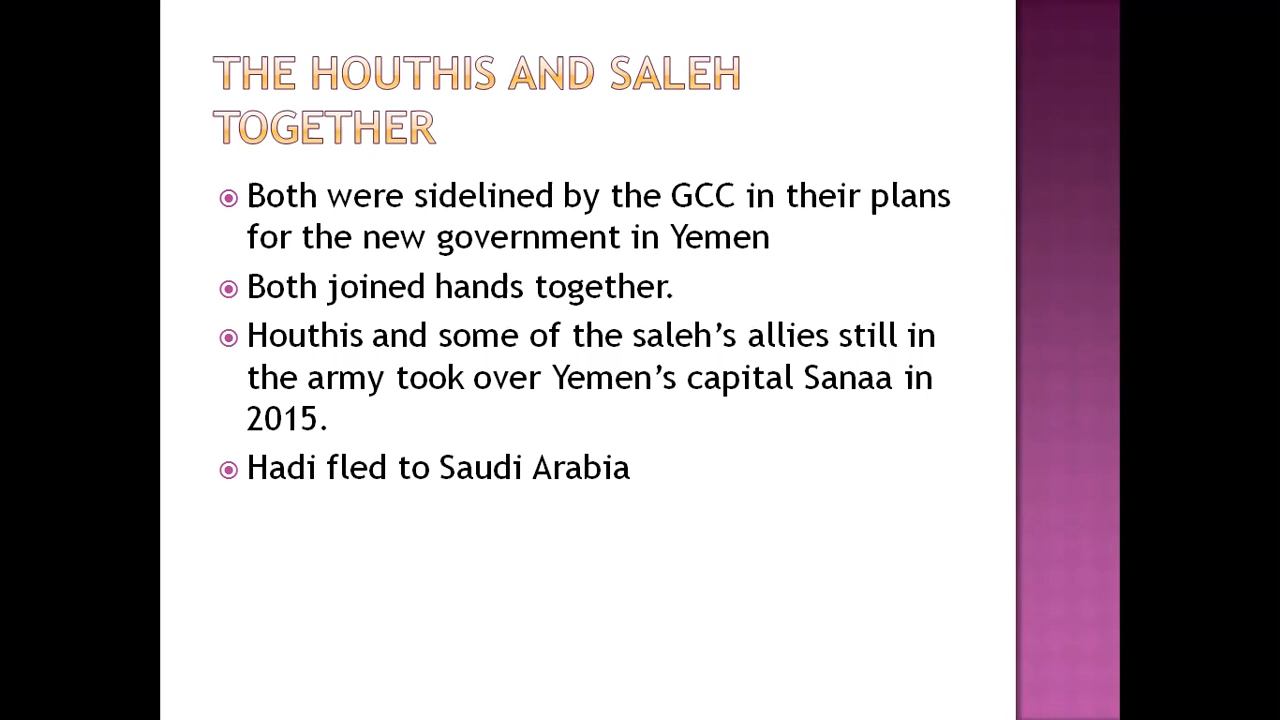 THE HOUTHIS AND SALEH
TOGETHER
Both were sidelined by the GCC in their plans
for the new government in Yemen
Both joined hands together.
Houthis and some of the saleh’s allies still in
the army took over Yemen’s capital Sanaa in
2015.
Hadi fled to Saudi Arabia